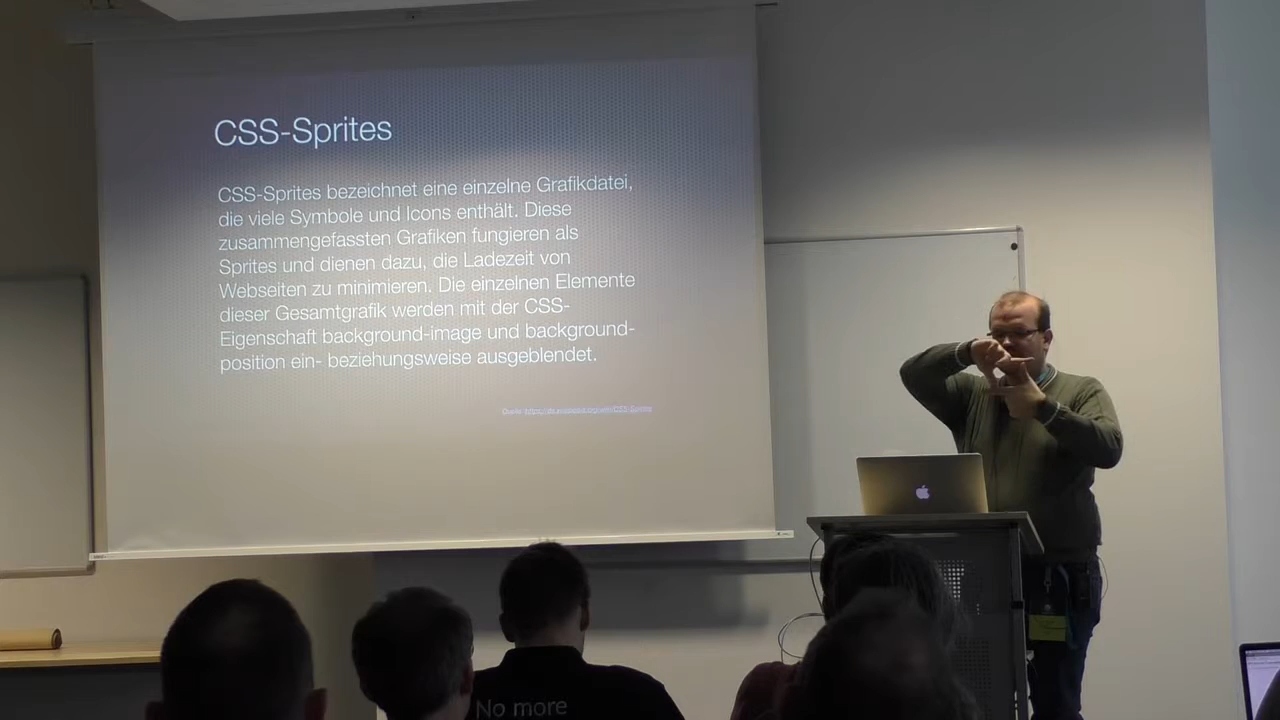 CSS-Sprites
CSS-Sprites bezeichnet eine einzelne Grafikdatei,
die viele Symbole und Icons enthält. Diese
zusammengefassten Grafiken fungieren als
Sprites und dienen dazu, die Ladezeit von
Webseiten zu minimieren. Die einzelnen Elemente
dieser Gesamtgrafik werden mit der CSS-
Eigenschaft background-image und background-
position ein- beziehungsweise ausgeblendet.
Quelle:
No more